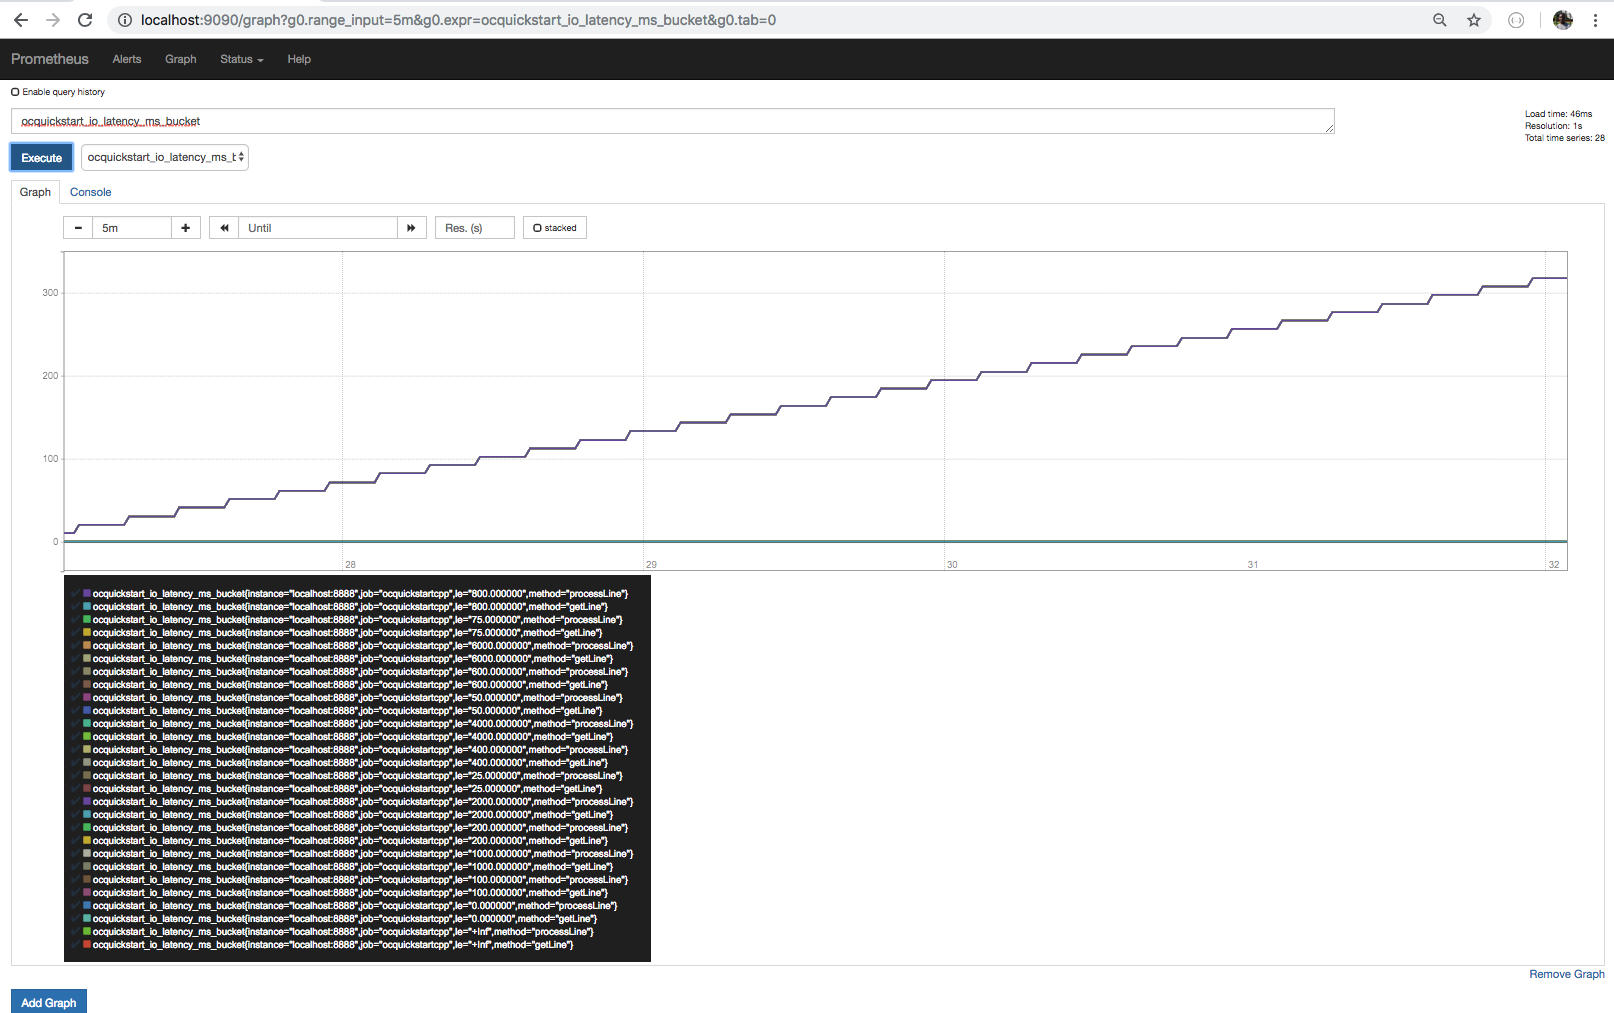 localhost:9090/graph?g0.range_input=5m&g0.expr=ocquickstart_io_latency_ms_bucket&g0.tab=0
Prometheus Alerts Graph Status Help
Enable query history
ocquickstart_io_latency_ms_bucket
Load time: 46ms
Resolution: 1s
Total time series: 28
Execute ocquickstart_io_latency_ms_b
Graph Console
- 5m + Until Res. (s) stacked
300
200
100
0
28 29 30 31 32
ocquickstart_io_latency_ms_bucket{instance="localhost:8888",job="ocquickstartcpp",le="800.000000",method="processLine"}
ocquickstart_io_latency_ms_bucket{instance="localhost:8888",job="ocquickstartcpp",le="800.000000",method="getLine"}
ocquickstart_io_latency_ms_bucket{instance="localhost:8888",job="ocquickstartcpp",le="75.000000",method="processLine"}
ocquickstart_io_latency_ms_bucket{instance="localhost:8888",job="ocquickstartcpp",le="75.000000",method="getLine"}
ocquickstart_io_latency_ms_bucket{instance="localhost:8888",job="ocquickstartcpp",le="6000.000000",method="processLine"}
ocquickstart_io_latency_ms_bucket{instance="localhost:8888",job="ocquickstartcpp",le="6000.000000",method="getLine"}
ocquickstart_io_latency_ms_bucket{instance="localhost:8888",job="ocquickstartcpp",le="600.000000",method="processLine"}
ocquickstart_io_latency_ms_bucket{instance="localhost:8888",job="ocquickstartcpp",le="600.000000",method="getLine"}
ocquickstart_io_latency_ms_bucket{instance="localhost:8888",job="ocquickstartcpp",le="50.000000",method="processLine"}
ocquickstart_io_latency_ms_bucket{instance="localhost:8888",job="ocquickstartcpp",le="50.000000",method="getLine"}
ocquickstart_io_latency_ms_bucket{instance="localhost:8888",job="ocquickstartcpp",le="4000.000000",method="processLine"}
ocquickstart_io_latency_ms_bucket{instance="localhost:8888",job="ocquickstartcpp",le="4000.000000",method="getLine"}
ocquickstart_io_latency_ms_bucket{instance="localhost:8888",job="ocquickstartcpp",le="400.000000",method="processLine"}
ocquickstart_io_latency_ms_bucket{instance="localhost:8888",job="ocquickstartcpp",le="400.000000",method="getLine"}
ocquickstart_io_latency_ms_bucket{instance="localhost:8888",job="ocquickstartcpp",le="25.000000",method="processLine"}
ocquickstart_io_latency_ms_bucket{instance="localhost:8888",job="ocquickstartcpp",le="25.000000",method="getLine"}
ocquickstart_io_latency_ms_bucket{instance="localhost:8888",job="ocquickstartcpp",le="2000.000000",method="processLine"}
ocquickstart_io_latency_ms_bucket{instance="localhost:8888",job="ocquickstartcpp",le="2000.000000",method="getLine"}
ocquickstart_io_latency_ms_bucket{instance="localhost:8888",job="ocquickstartcpp",le="200.000000",method="processLine"}
ocquickstart_io_latency_ms_bucket{instance="localhost:8888",job="ocquickstartcpp",le="200.000000",method="getLine"}
ocquickstart_io_latency_ms_bucket{instance="localhost:8888",job="ocquickstartcpp",le="1000.000000",method="processLine"}
ocquickstart_io_latency_ms_bucket{instance="localhost:8888",job="ocquickstartcpp",le="1000.000000",method="getLine"}
ocquickstart_io_latency_ms_bucket{instance="localhost:8888",job="ocquickstartcpp",le="100.000000",method="processLine"}
ocquickstart_io_latency_ms_bucket{instance="localhost:8888",job="ocquickstartcpp",le="100.000000",method="getLine"}
ocquickstart_io_latency_ms_bucket{instance="localhost:8888",job="ocquickstartcpp",le="0.000000",method="processLine"}
ocquickstart_io_latency_ms_bucket{instance="localhost:8888",job="ocquickstartcpp",le="0.000000",method="getLine"}
ocquickstart_io_latency_ms_bucket{instance="localhost:8888",job="ocquickstartcpp",le="+Inf",method="processLine"}
ocquickstart_io_latency_ms_bucket{instance="localhost:8888",job="ocquickstartcpp",le="+Inf",method="getLine"}
Remove Graph
Add Graph